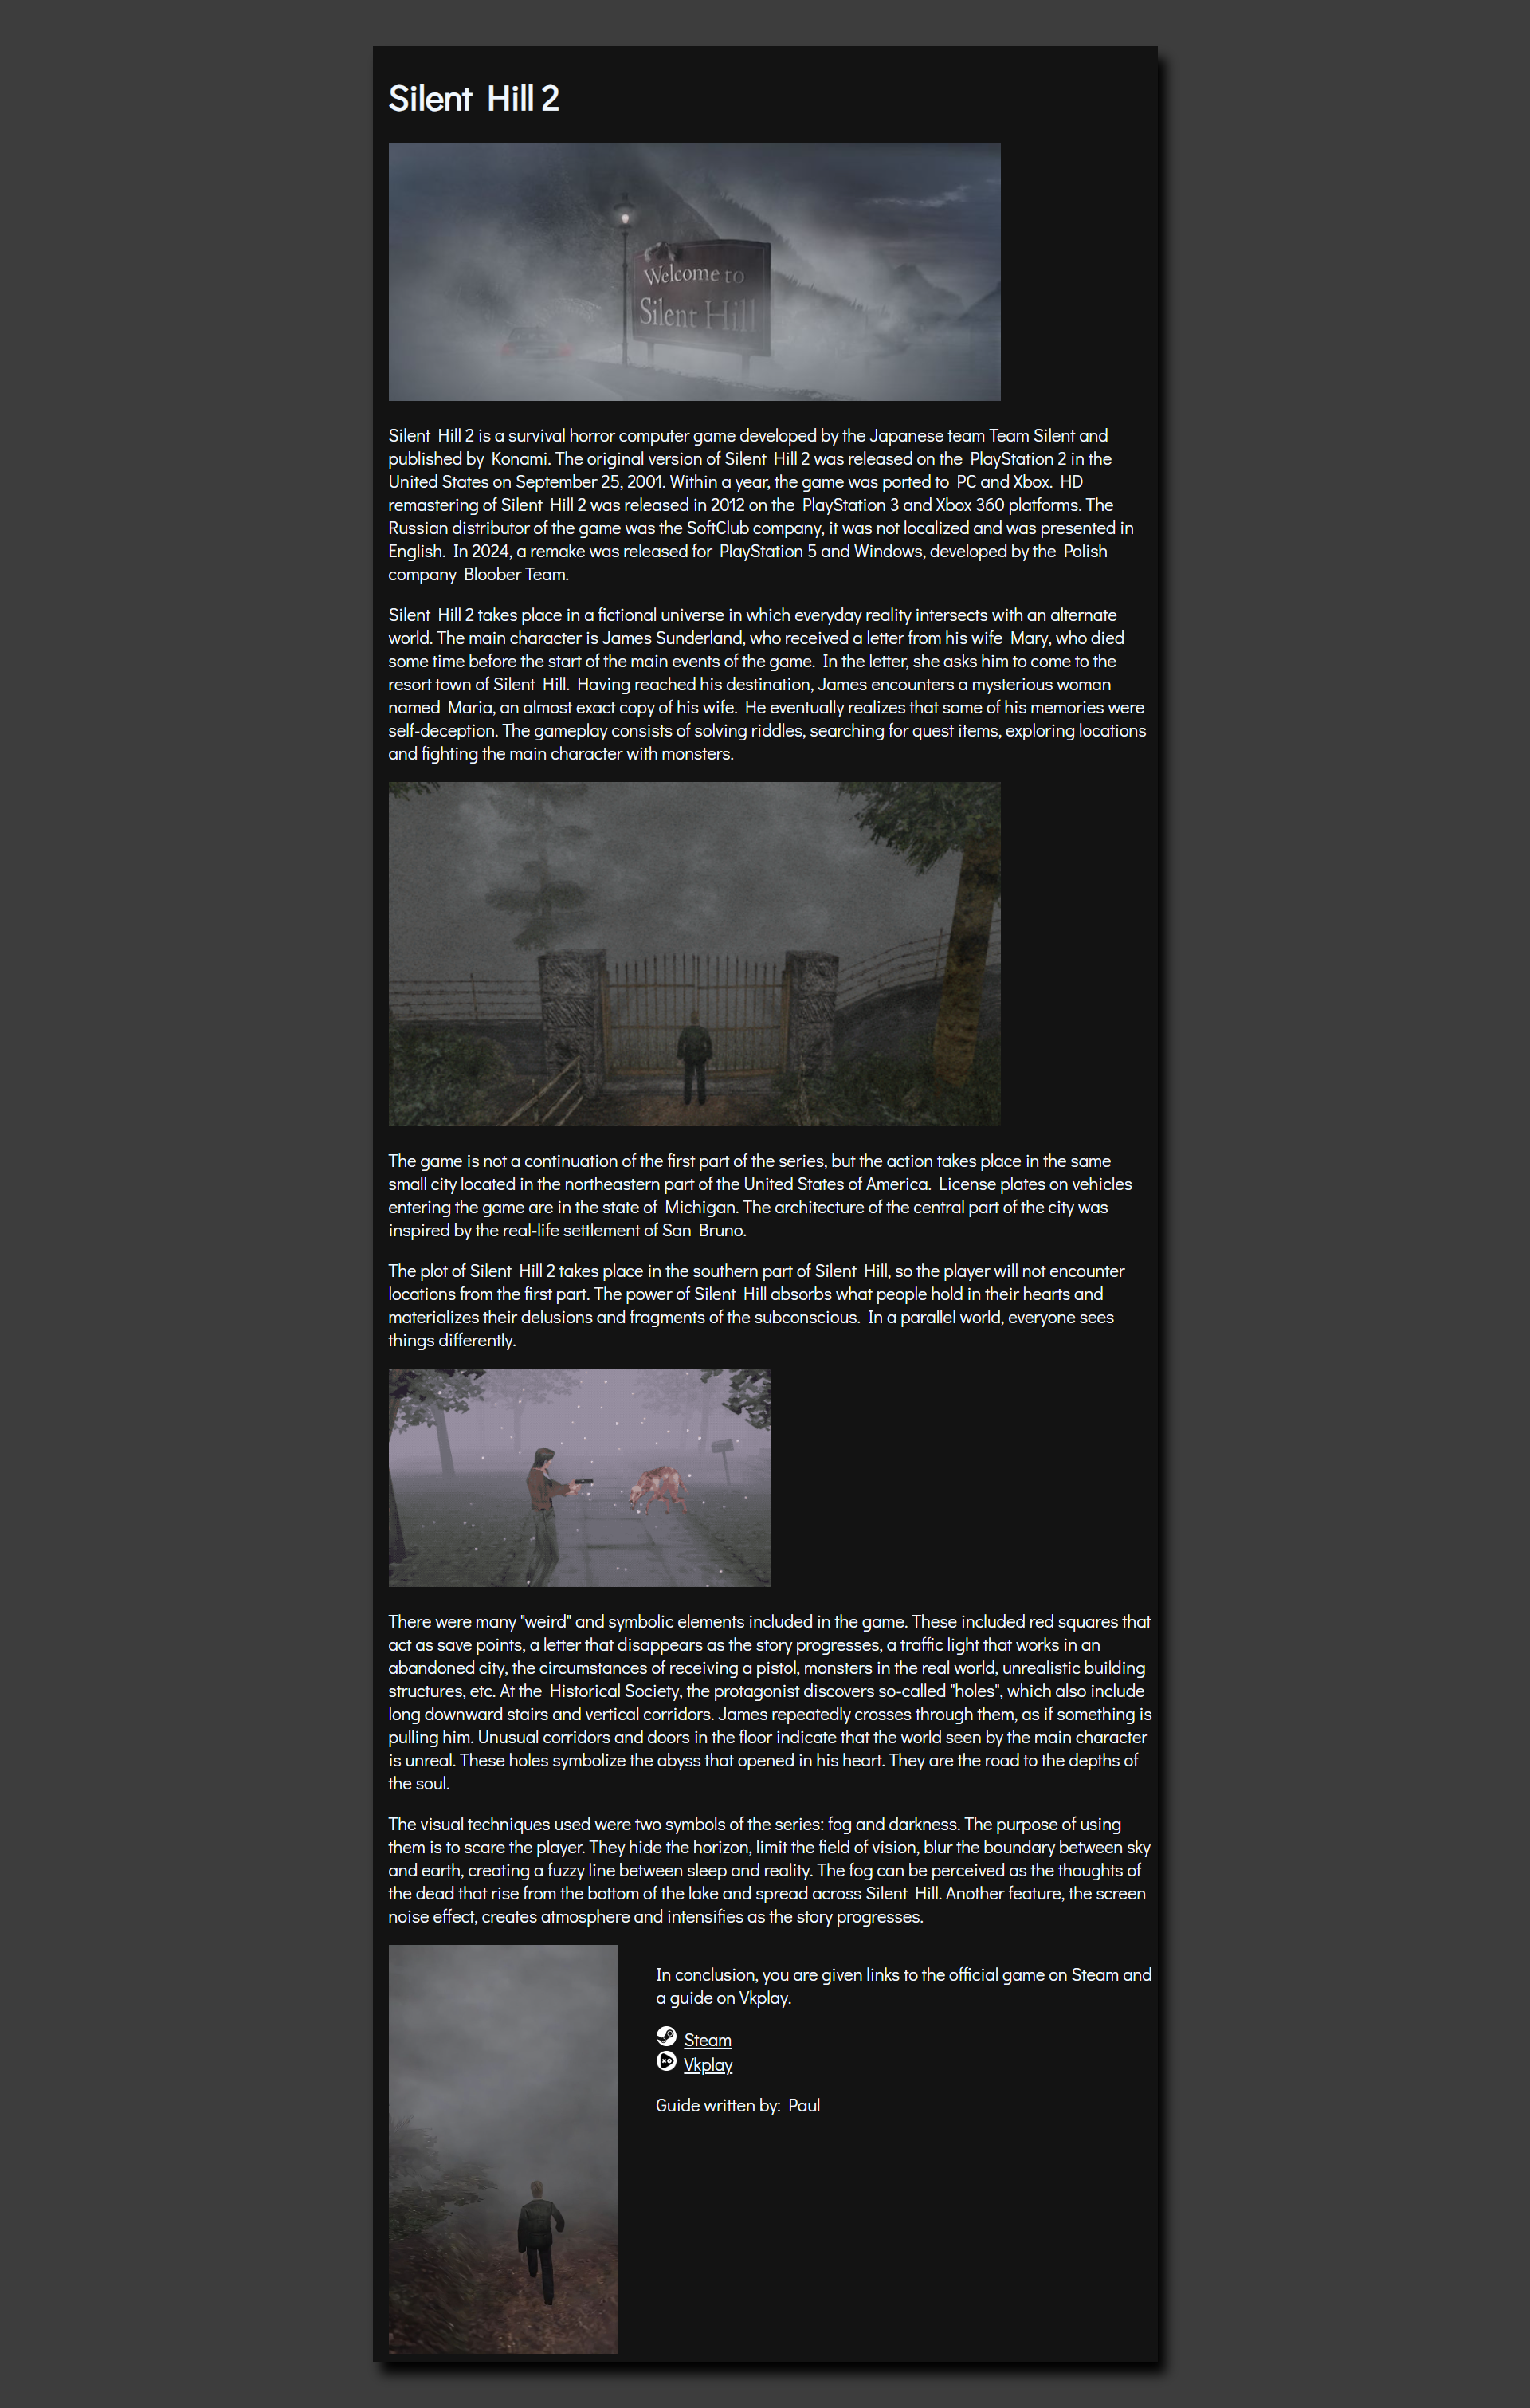 Silent Hill 2
Welcome to
Silent Hill
Silent Hill 2 is a survival horror computer game developed by the Japanese team Team Silent and
published by Konami. The original version of Silent Hill 2 was released on the PlayStation 2 in the
United States on September 25, 2001. Within a year, the game was ported to PC and Xbox. HD
remastering of Silent Hill 2 was released in 2012 on the PlayStation 3 and Xbox 360 platforms. The
Russian distributor of the game was the SoftClub company, it was not localized and was presented in
English. In 2024, a remake was released for PlayStation 5 and Windows, developed by the Polish
company Bloober Team.
Silent Hill 2 takes place in a fictional universe in which everyday reality intersects with an alternate
world. The main character is James Sunderland, who received a letter from his wife Mary, who died
some time before the start of the main events of the game. In the letter, she asks him to come to the
resort town of Silent Hill. Having reached his destination, James encounters a mysterious woman
named Maria, an almost exact copy of his wife. He eventually realizes that some of his memories were
self-deception. The gameplay consists of solving riddles, searching for quest items, exploring locations
and fighting the main character with monsters.
The game is not a continuation of the first part of the series, but the action takes place in the same
small city located in the northeastern part of the United States of America. License plates on vehicles
entering the game are in the state of Michigan. The architecture of the central part of the city was
inspired by the real-life settlement of San Bruno.
The plot of Silent Hill 2 takes place in the southern part of Silent Hill, so the player will not encounter
locations from the first part. The power of Silent Hill absorbs what people hold in their hearts and
materializes their delusions and fragments of the subconscious. In a parallel world, everyone sees
things differently.
There were many "weird" and symbolic elements included in the game. These included red squares that
act as save points, a letter that disappears as the story progresses, a traffic light that works in an
abandoned city, the circumstances of receiving a pistol, monsters in the real world, unrealistic building
structures, etc. At the Historical Society, the protagonist discovers so-called "holes", which also include
long downward stairs and vertical corridors. James repeatedly crosses through them, as if something is
pulling him. Unusual corridors and doors in the floor indicate that the world seen by the main character
is unreal. These holes symbolize the abyss that opened in his heart. They are the road to the depths of
the soul.
The visual techniques used were two symbols of the series: fog and darkness. The purpose of using
them is to scare the player. They hide the horizon, limit the field of vision, blur the boundary between sky
and earth, creating a fuzzy line between sleep and reality. The fog can be perceived as the thoughts of
the dead that rise from the bottom of the lake and spread across Silent Hill. Another feature, the screen
noise effect, creates atmosphere and intensifies as the story progresses.
In conclusion, you are given links to the official game on Steam and
a guide on Vkplay.
Steam
Vkplay
Guide written by: Paul